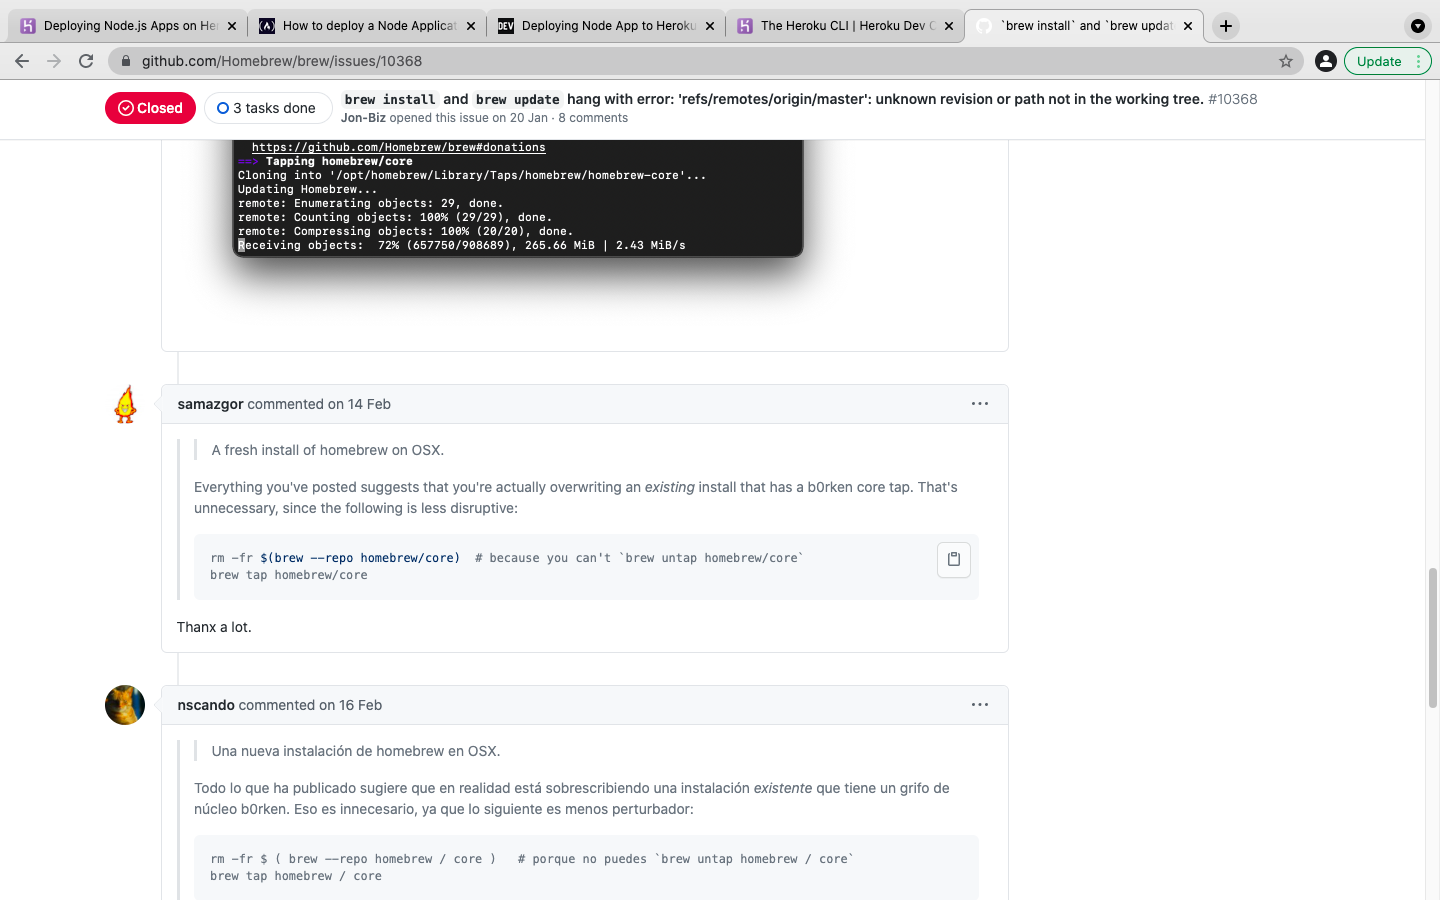 Deploying Node.js Apps on Her
How to deploy a Node Applicat
DEV Deploying Node App to Heroku
The Heroku CLI | Heroku Dev C
`brew install` and `brew updat
github.com/Homebrew/brew/issues/10368
Update
Closed
3 tasks done
brew install and brew update hang with error: 'refs/remotes/origin/master': unknown revision or path not in the working tree. #10368
Jon-Biz opened this issue on 20 Jan · 8 comments
https://github.com/Homebrew/brew#donations
==> Tapping homebrew/core
Cloning into '/opt/homebrew/Library/Taps/homebrew/homebrew-core'...
Updating Homebrew...
remote: Enumerating objects: 29, done.
remote: Counting objects: 100% (29/29), done.
remote: Compressing objects: 100% (20/20), done.
Receiving objects:  72% (657750/908689), 265.66 MiB | 2.43 MiB/s
samazgor commented on 14 Feb
A fresh install of homebrew on OSX.
Everything you've posted suggests that you're actually overwriting an existing install that has a b0rken core tap. That's
unnecessary, since the following is less disruptive:
rm -fr $(brew --repo homebrew/core)  # because you can't `brew untap homebrew/core`
brew tap homebrew/core
Thanx a lot.
nscando commented on 16 Feb
Una nueva instalación de homebrew en OSX.
Todo lo que ha publicado sugiere que en realidad está sobrescribiendo una instalación existente que tiene un grifo de
núcleo b0rken. Eso es innecesario, ya que lo siguiente es menos perturbador:
rm -fr $ ( brew --repo homebrew / core )   # porque no puedes `brew untap homebrew / core`
brew tap homebrew / core